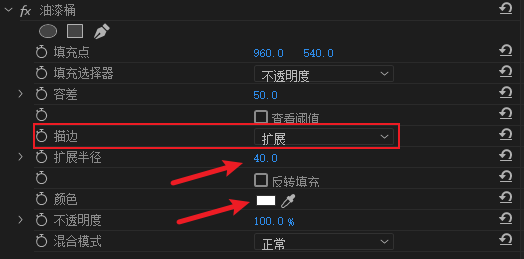 fx 油漆桶
填充点 960.0 540.0
填充选择器 不透明度
容差 50.0
查看阈值
描边 扩展
扩展半径 40.0
反转填充
颜色
不透明度 100.0 %
混合模式 正常